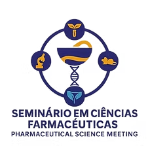 SEMINÁRIO EM CIÊNCIAS
FARMACÊUTICAS
PHARMACEUTICAL SCIENCE MEETING